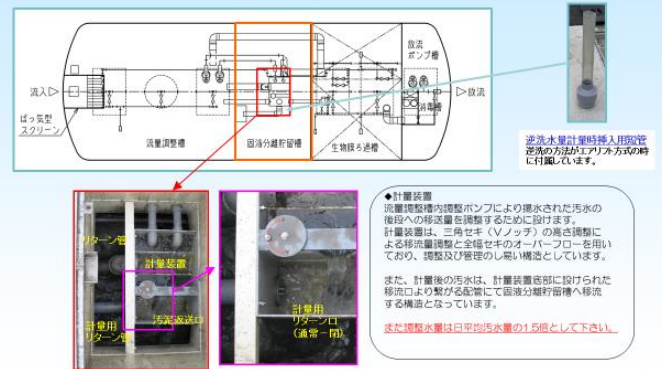 流入
ばっ気型
スクリーン
流量調整槽
固液分離貯留槽
生物膜ろ過槽
放流
ポンプ槽
消毒槽
放流
逆洗水量計量時挿入用短管
逆洗の方法がエアリフト方式の時
に付属しています。
リターン管
計量装置
計量用
リターン管
汚泥返送口
計量用
リターン口
(通常-閉)
◆計量装置
流量調整槽内調整ポンプにより揚水された汚水の
後段への移送量を調整するために設けます。
計量装置は、三角セキ(Vノッチ)の高さ調整に
よる移流量調整と全幅セキのオーバーフローを用い
ており、調整及び管理のし易い構造としています。
また、計量後の汚水は、計量装置底部に設けられた
移流口より繋がる配管にて固液分離貯留槽へ移流
する構造となっています。
また調整水量は日平均汚水量の1.5倍として下さい。